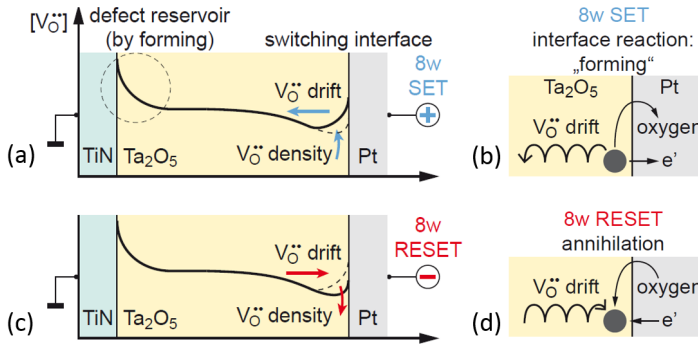 [V_O^••]
defect reservoir
(by forming)
switching interface
8w
SET
V_O^•• drift
+
V_O^•• density
(a)
TiN
Ta₂O₅
Pt
8w SET
interface reaction:
„forming“
Ta₂O₅
Pt
V_O^•• drift
oxygen
e'
(b)
8w
RESET
V_O^•• drift
−
V_O^•• density
(c)
TiN
Ta₂O₅
Pt
8w RESET
annihilation
V_O^•• drift
oxygen
e'
(d)